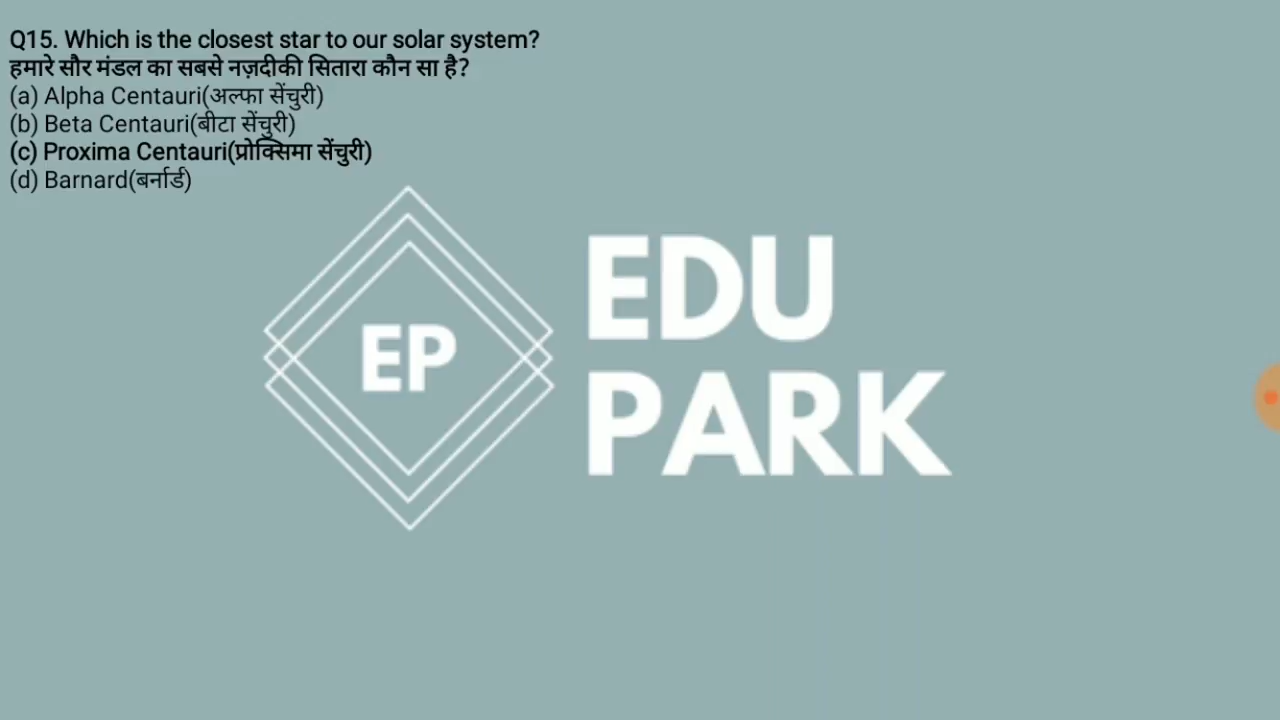 Q15. Which is the closest star to our solar system?
हमारे सौर मंडल का सबसे नज़दीकी सितारा कौन सा है?
(a) Alpha Centauri(अल्फा सेंचुरी)
(b) Beta Centauri(बीटा सेंचुरी)
(c) Proxima Centauri(प्रोक्सिमा सेंचुरी)
(d) Barnard(बर्नार्ड)
EP
EDU
PARK